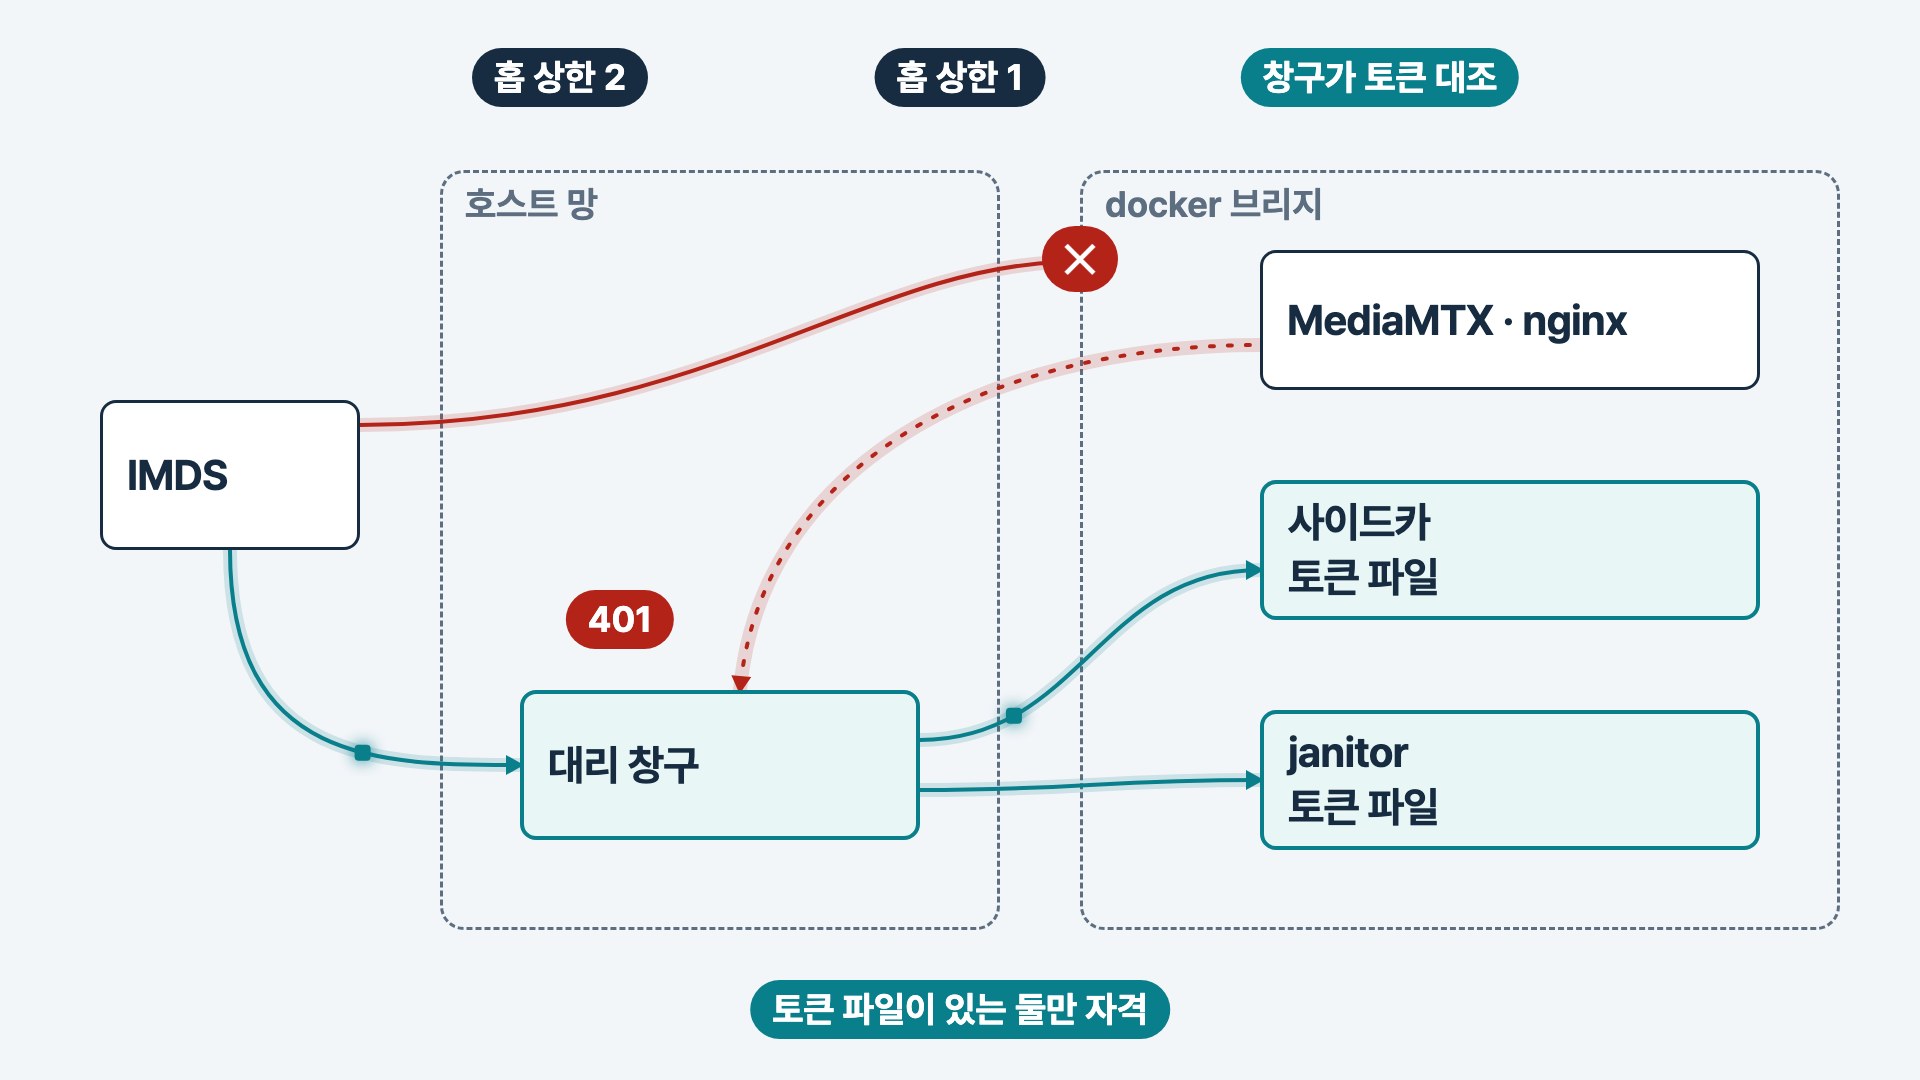 홉 상한 2
홉 상한 1
창구가 토큰 대조
호스트 망
docker 브리지
MediaMTX · nginx
IMDS
사이드카
토큰 파일
401
대리 창구
janitor
토큰 파일
토큰 파일이 있는 둘만 자격